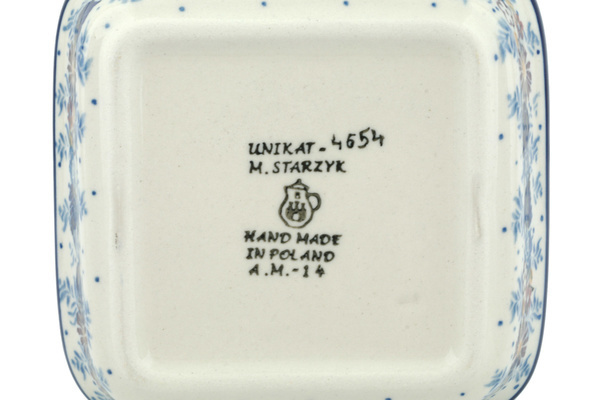 UNIKAT - 4654
M. STARZYK
HAND MADE
IN POLAND
A.M.-14